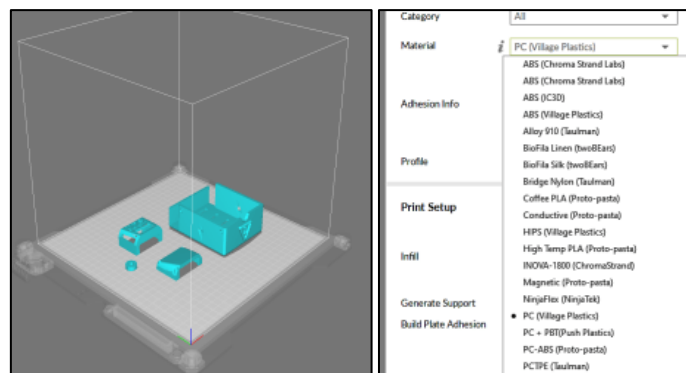 Category
All
Material
PC (Village Plastics)
ABS (Chroma Strand Labs)
ABS (Chroma Strand Labs)
ABS (IC3D)
Adhesion Info
ABS (Village Plastics)
Alloy 910 (Taulman)
BioFila Linen (twoBEars)
Profile
BioFila Silk (twoBEars)
Bridge Nylon (Taulman)
Coffee PLA (Proto-pasta)
Print Setup
Conductive (Proto-pasta)
HIPS (Village Plastics)
High Temp PLA (Proto-pasta)
Infill
INOVA-1800 (ChromaStrand)
Magnetic (Proto-pasta)
Generate Support
NinjaFlex (NinjaTek)
Build Plate Adhesion
PC (Village Plastics)
PC + PBT(Push Plastics)
PC-ABS (Proto-pasta)
PCTPE (Taulman)